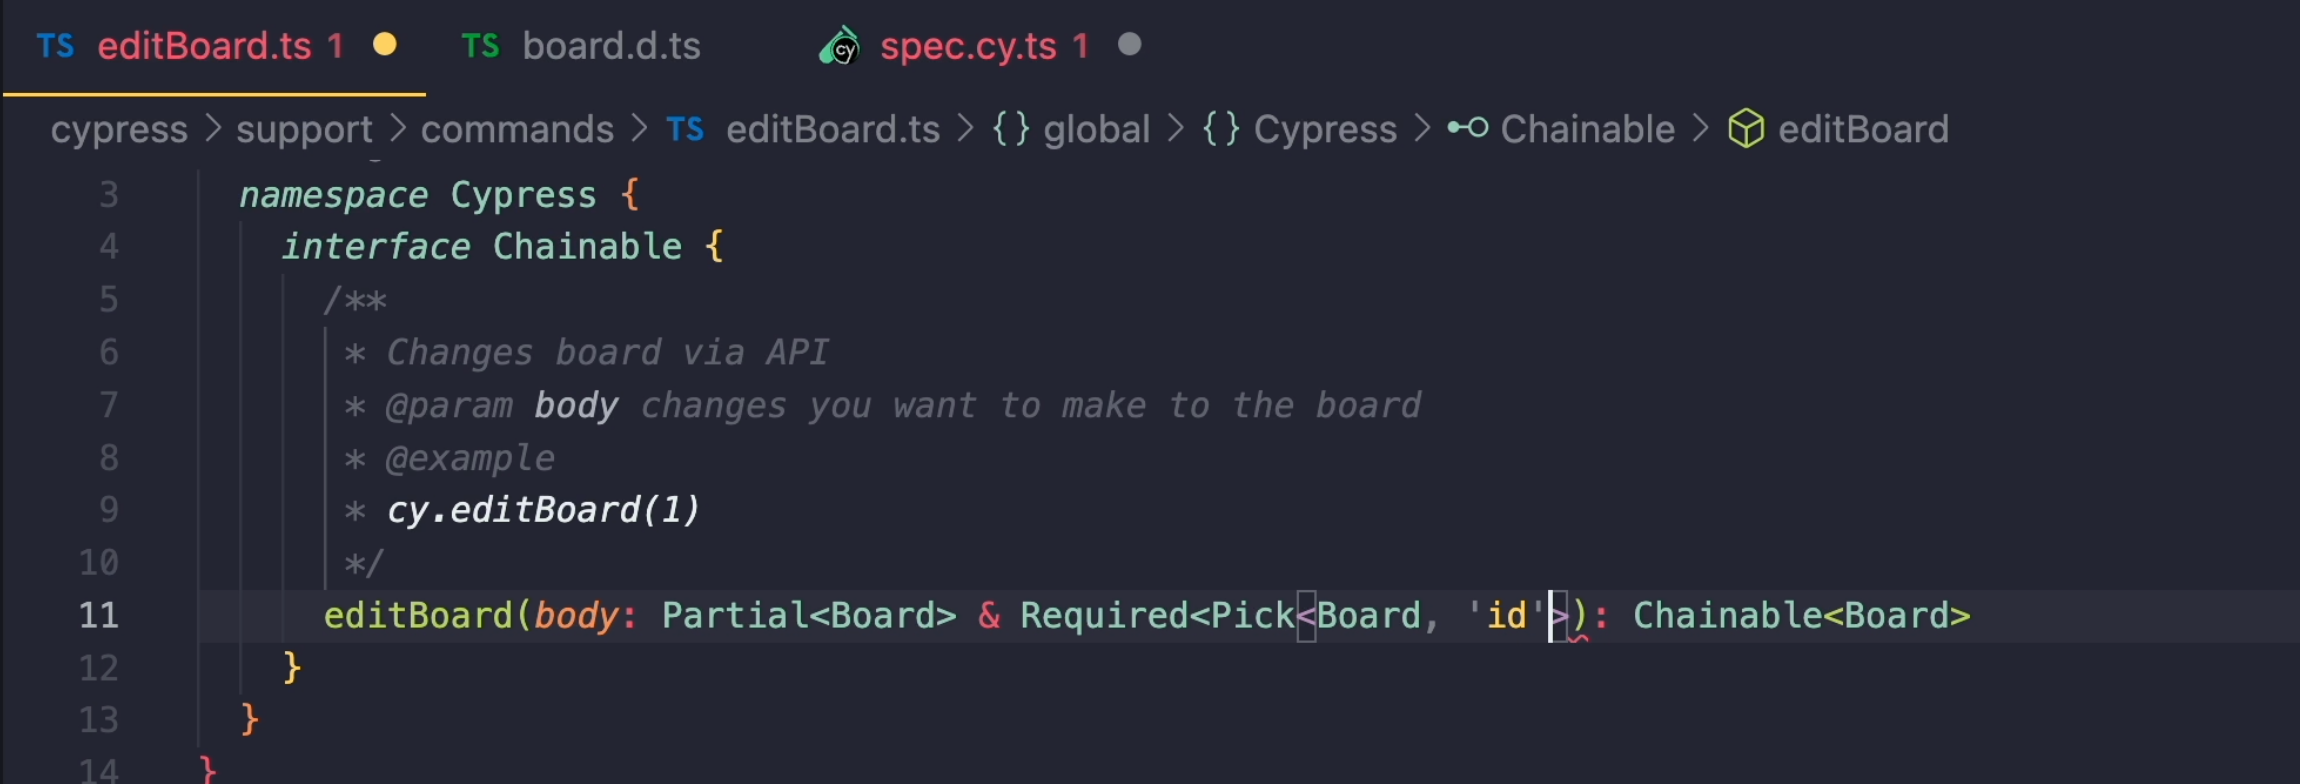 TS editBoard.ts 1 TS board.d.ts cy spec.cy.ts 1
cypress > support > commands > TS editBoard.ts > {} global > {} Cypress > Chainable > editBoard
3 namespace Cypress {
4 interface Chainable {
5 /**
6 * Changes board via API
7 * @param body changes you want to make to the board
8 * @example
9 * cy.editBoard(1)
10 */
11 editBoard(body: Partial<Board> & Required<Pick<Board, 'id'>): Chainable<Board>
12 }
13 }
14 }